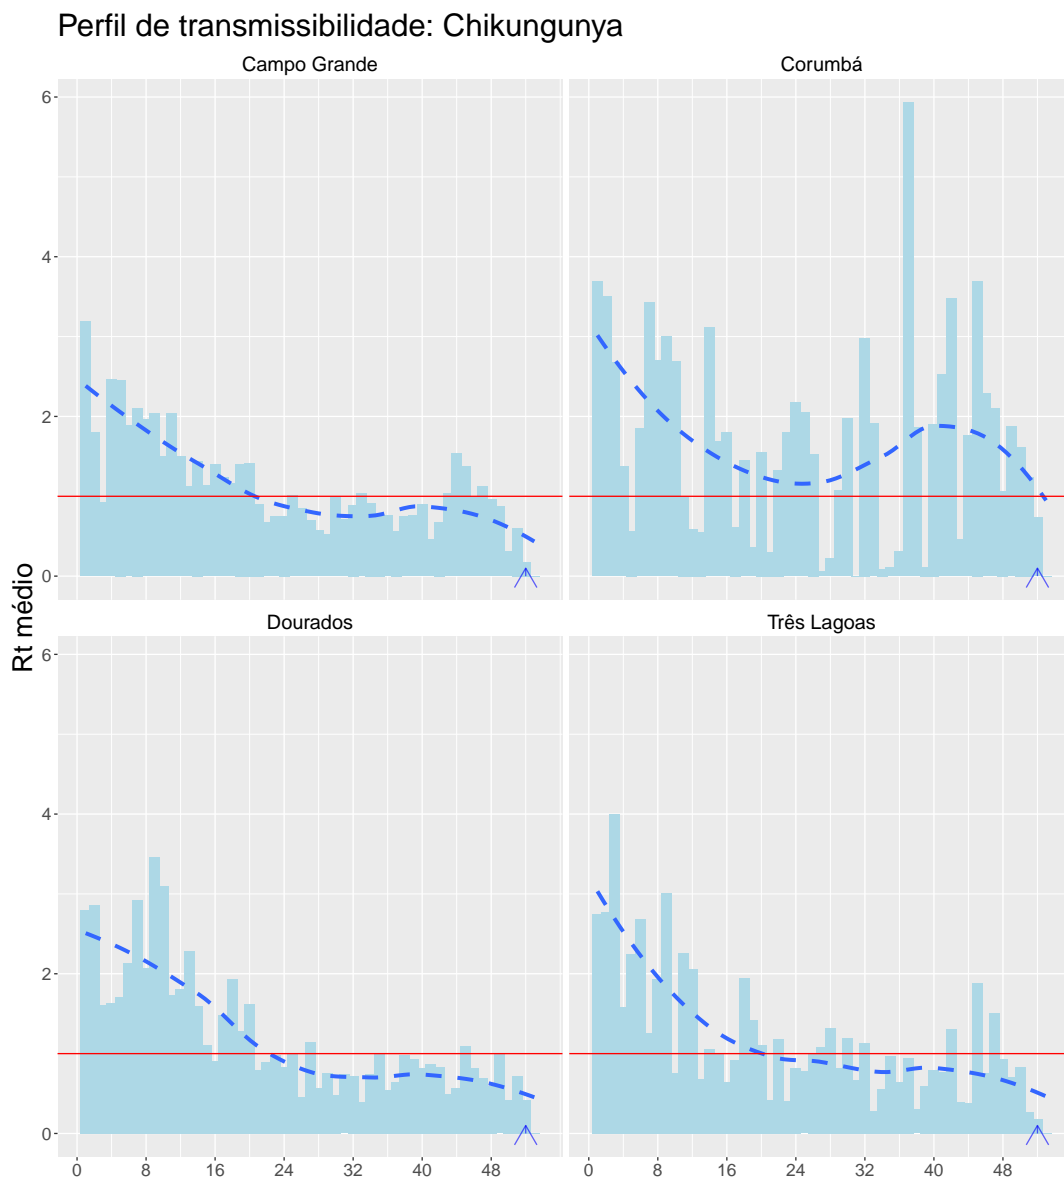 Perfil de transmissibilidade: Chikungunya
Campo Grande
Corumbá
6
4
2
0
Rt médio
Dourados
Três Lagoas
6
4
2
0
0 8 16 24 32 40 48
0 8 16 24 32 40 48